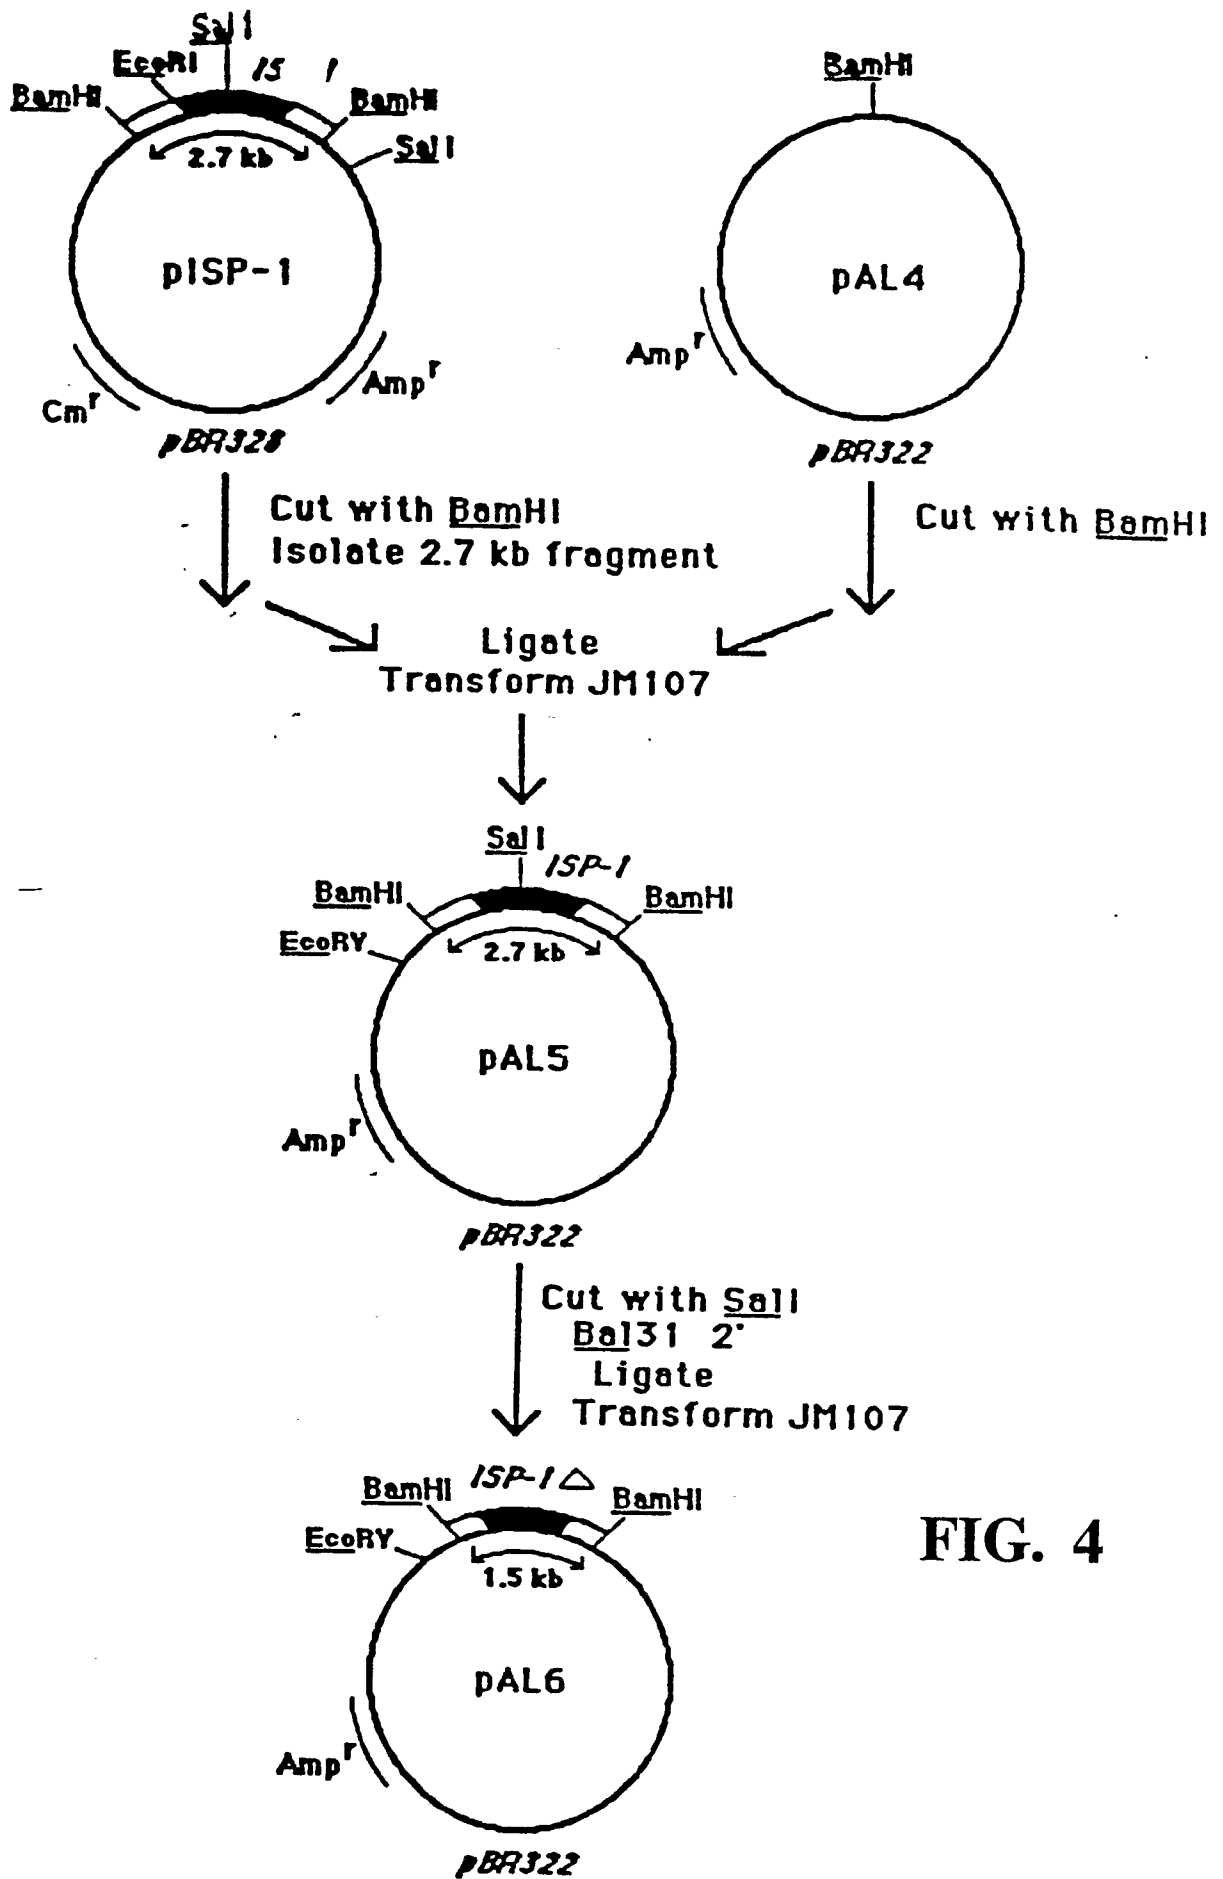 Sal I
EcoRI
IS 1
BamHI
BamHI
Sal I
2.7 kb
pISP-1
Cmr
Ampr
pBR328
BamHI
pAL4
Ampr
pBR322
Cut with BamHI
Isolate 2.7 kb fragment
Cut with BamHI
Ligate
Transform JM107
Sal I
ISP-1
BamHI
BamHI
EcoRY
2.7 kb
pAL5
Ampr
pBR322
Cut with SalI
Bal31 2'
Ligate
Transform JM107
ISP-1 Δ
BamHI
BamHI
EcoRY
1.5 kb
pAL6
Ampr
pBR322
FIG. 4